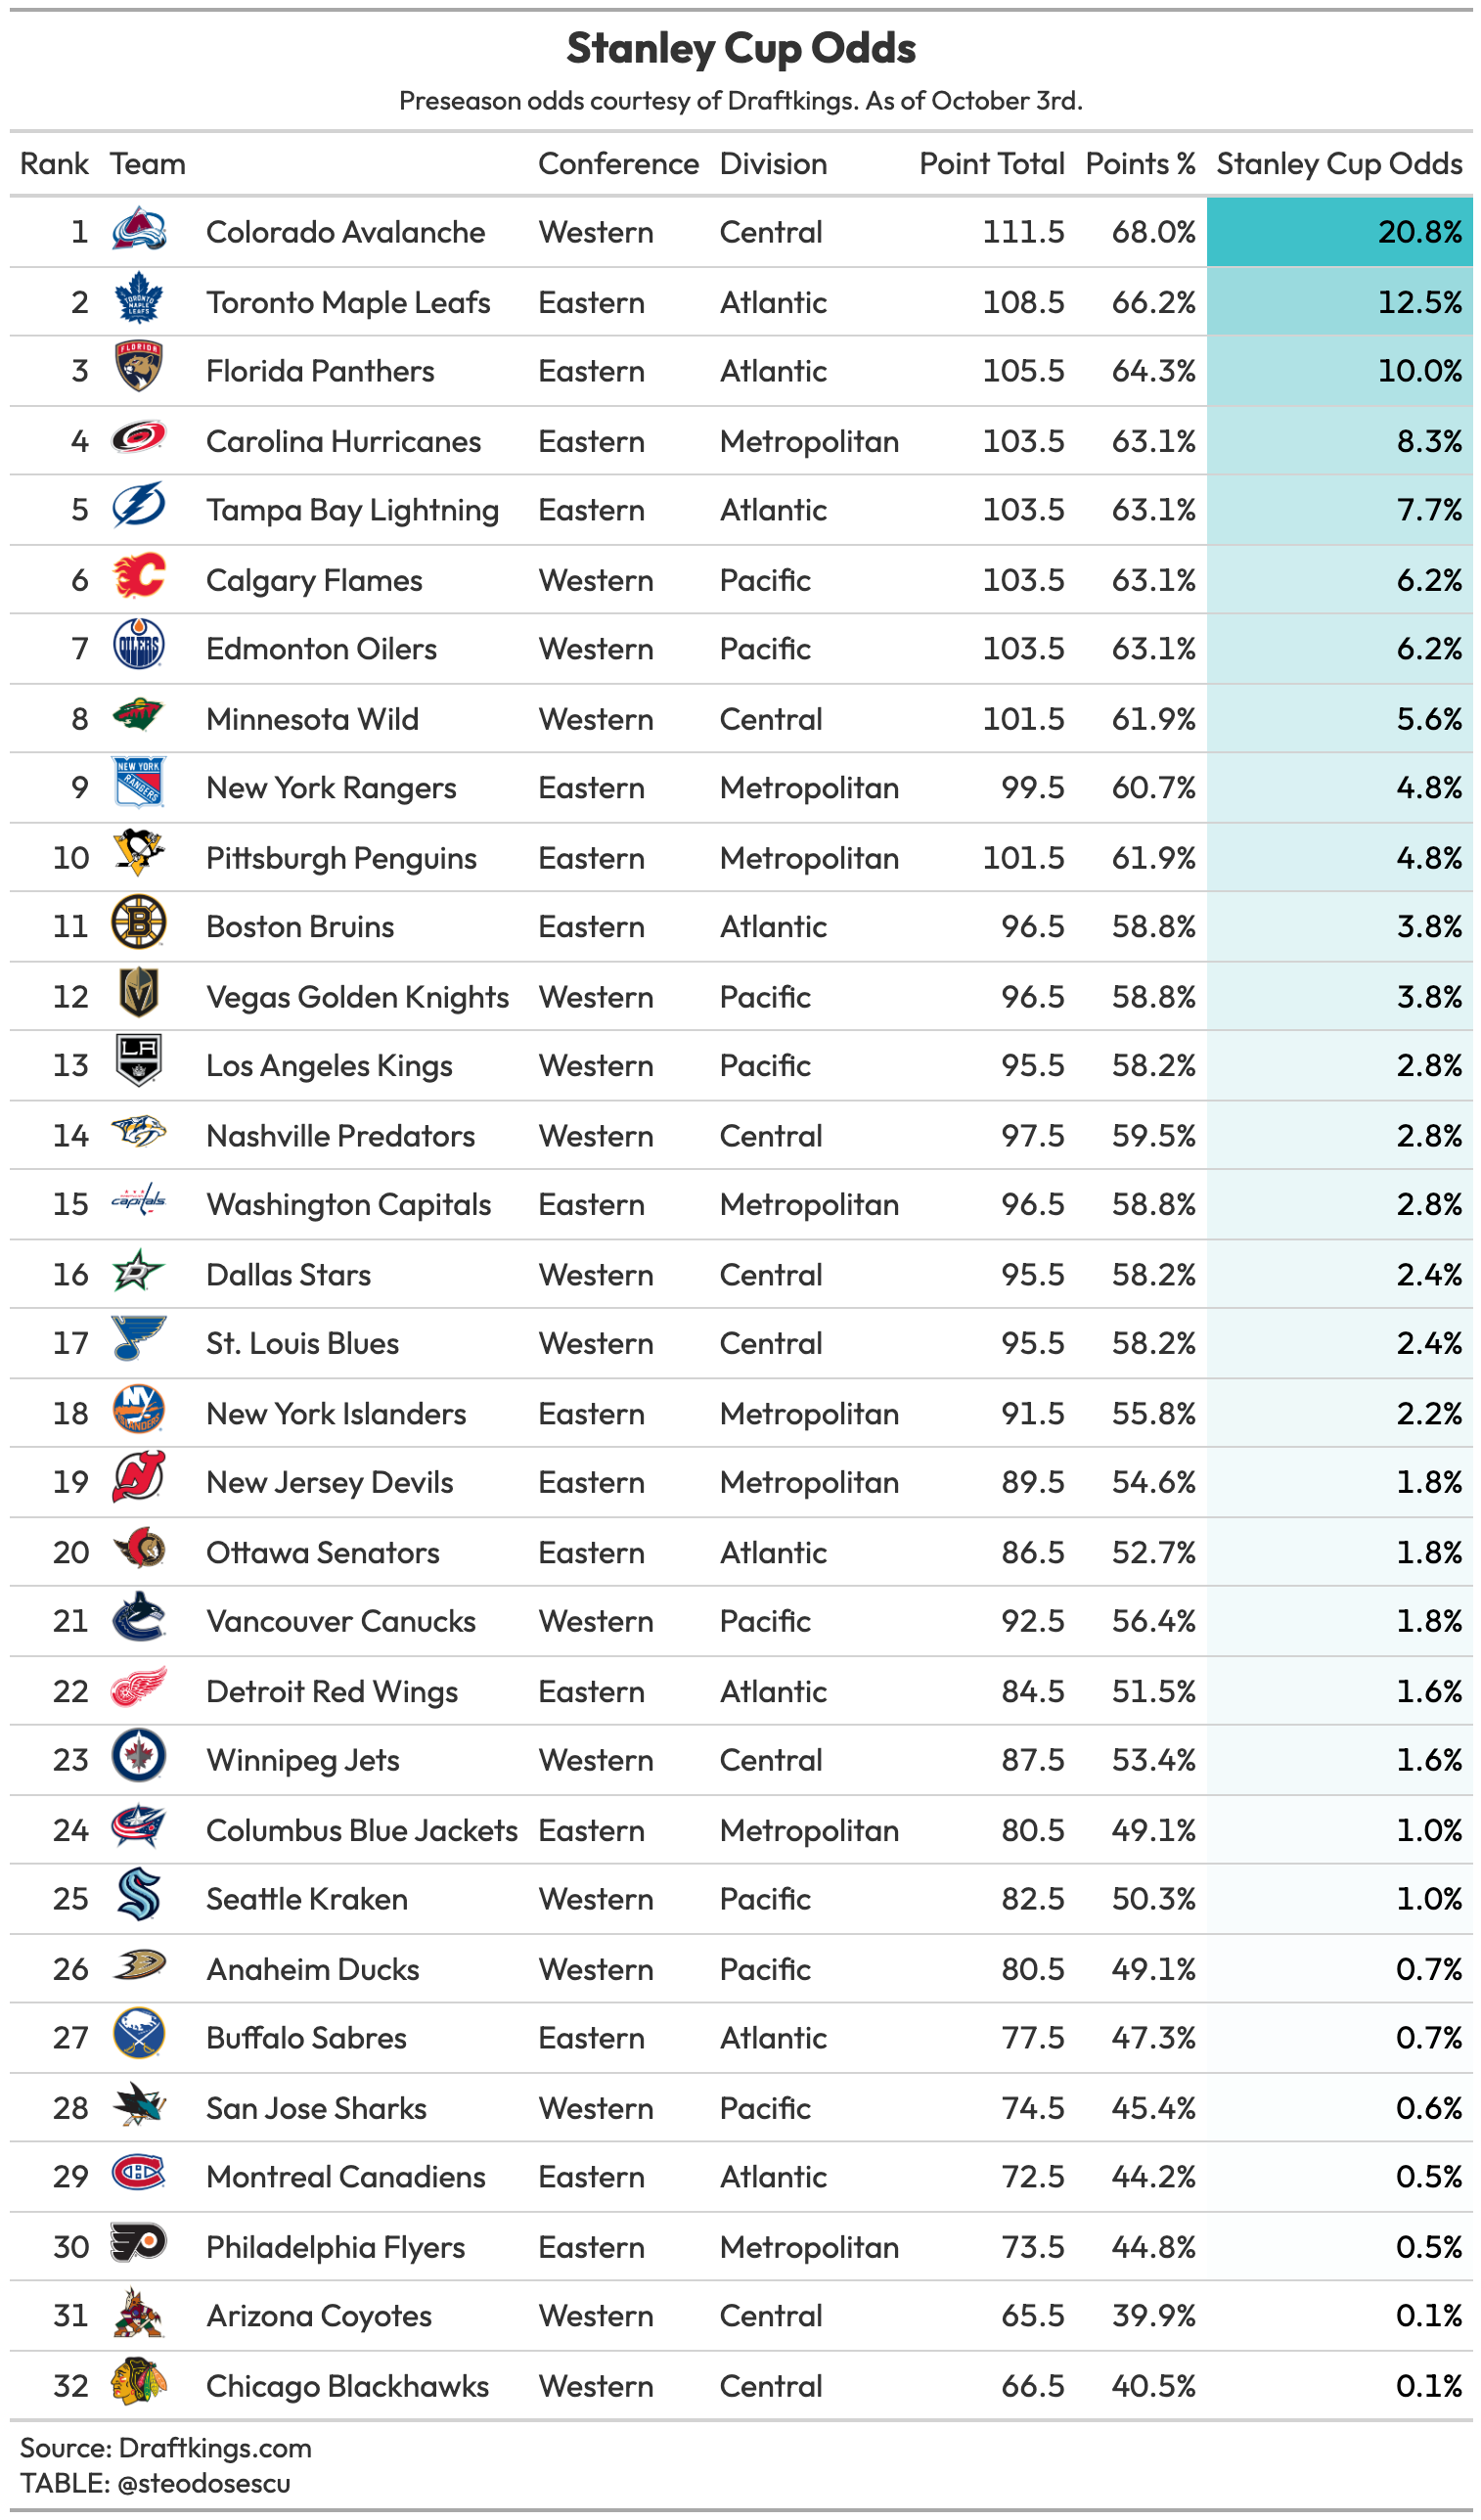 Stanley Cup Odds
Preseason odds courtesy of Draftkings. As of October 3rd.
Rank Team Conference Division Point Total Points % Stanley Cup Odds
1 Colorado Avalanche Western Central 111.5 68.0% 20.8%
2 TORONTO MAPLE LEAFS Toronto Maple Leafs Eastern Atlantic 108.5 66.2% 12.5%
3 FLORIDA Florida Panthers Eastern Atlantic 105.5 64.3% 10.0%
4 Carolina Hurricanes Eastern Metropolitan 103.5 63.1% 8.3%
5 Tampa Bay Lightning Eastern Atlantic 103.5 63.1% 7.7%
6 C Calgary Flames Western Pacific 103.5 63.1% 6.2%
7 OILERS Edmonton Oilers Western Pacific 103.5 63.1% 6.2%
8 Minnesota Wild Western Central 101.5 61.9% 5.6%
9 NEW YORK RANGERS New York Rangers Eastern Metropolitan 99.5 60.7% 4.8%
10 Pittsburgh Penguins Eastern Metropolitan 101.5 61.9% 4.8%
11 B Boston Bruins Eastern Atlantic 96.5 58.8% 3.8%
12 Vegas Golden Knights Western Pacific 96.5 58.8% 3.8%
13 LA Los Angeles Kings Western Pacific 95.5 58.2% 2.8%
14 Nashville Predators Western Central 97.5 59.5% 2.8%
15 capitals Washington Capitals Eastern Metropolitan 96.5 58.8% 2.8%
16 D Dallas Stars Western Central 95.5 58.2% 2.4%
17 St. Louis Blues Western Central 95.5 58.2% 2.4%
18 NY ISLANDERS New York Islanders Eastern Metropolitan 91.5 55.8% 2.2%
19 New Jersey Devils Eastern Metropolitan 89.5 54.6% 1.8%
20 Ottawa Senators Eastern Atlantic 86.5 52.7% 1.8%
21 Vancouver Canucks Western Pacific 92.5 56.4% 1.8%
22 Detroit Red Wings Eastern Atlantic 84.5 51.5% 1.6%
23 Winnipeg Jets Western Central 87.5 53.4% 1.6%
24 Columbus Blue Jackets Eastern Metropolitan 80.5 49.1% 1.0%
25 Seattle Kraken Western Pacific 82.5 50.3% 1.0%
26 Anaheim Ducks Western Pacific 80.5 49.1% 0.7%
27 Buffalo Sabres Eastern Atlantic 77.5 47.3% 0.7%
28 San Jose Sharks Western Pacific 74.5 45.4% 0.6%
29 CH Montreal Canadiens Eastern Atlantic 72.5 44.2% 0.5%
30 Philadelphia Flyers Eastern Metropolitan 73.5 44.8% 0.5%
31 Arizona Coyotes Western Central 65.5 39.9% 0.1%
32 Chicago Blackhawks Western Central 66.5 40.5% 0.1%
Source: Draftkings.com
TABLE: @steodosescu